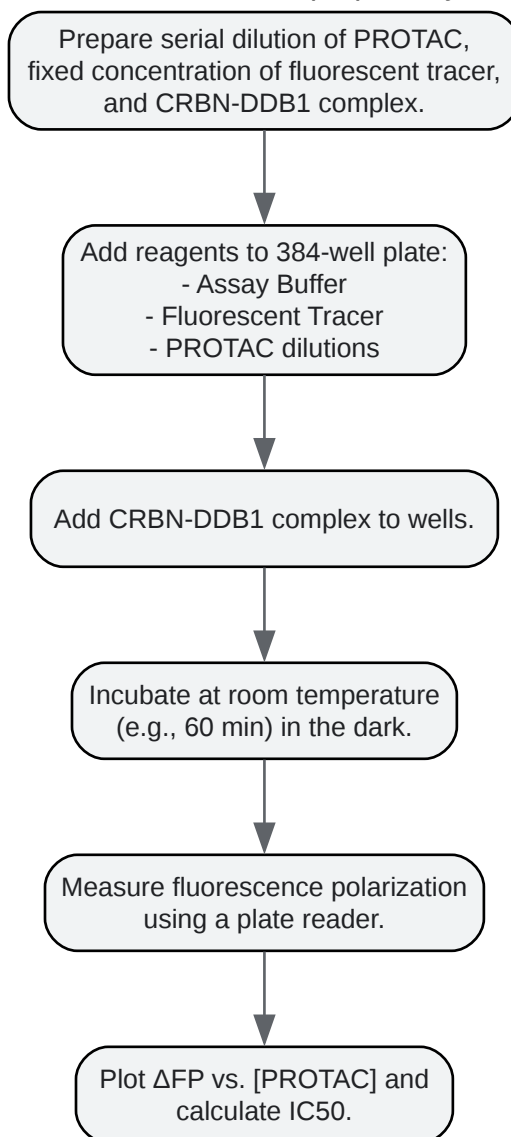 Prepare serial dilution of PROTAC,
fixed concentration of fluorescent tracer,
and CRBN-DDB1 complex.
Add reagents to 384-well plate:
- Assay Buffer
- Fluorescent Tracer
- PROTAC dilutions
Add CRBN-DDB1 complex to wells.
Incubate at room temperature
(e.g., 60 min) in the dark.
Measure fluorescence polarization
using a plate reader.
Plot ΔFP vs. [PROTAC] and
calculate IC50.